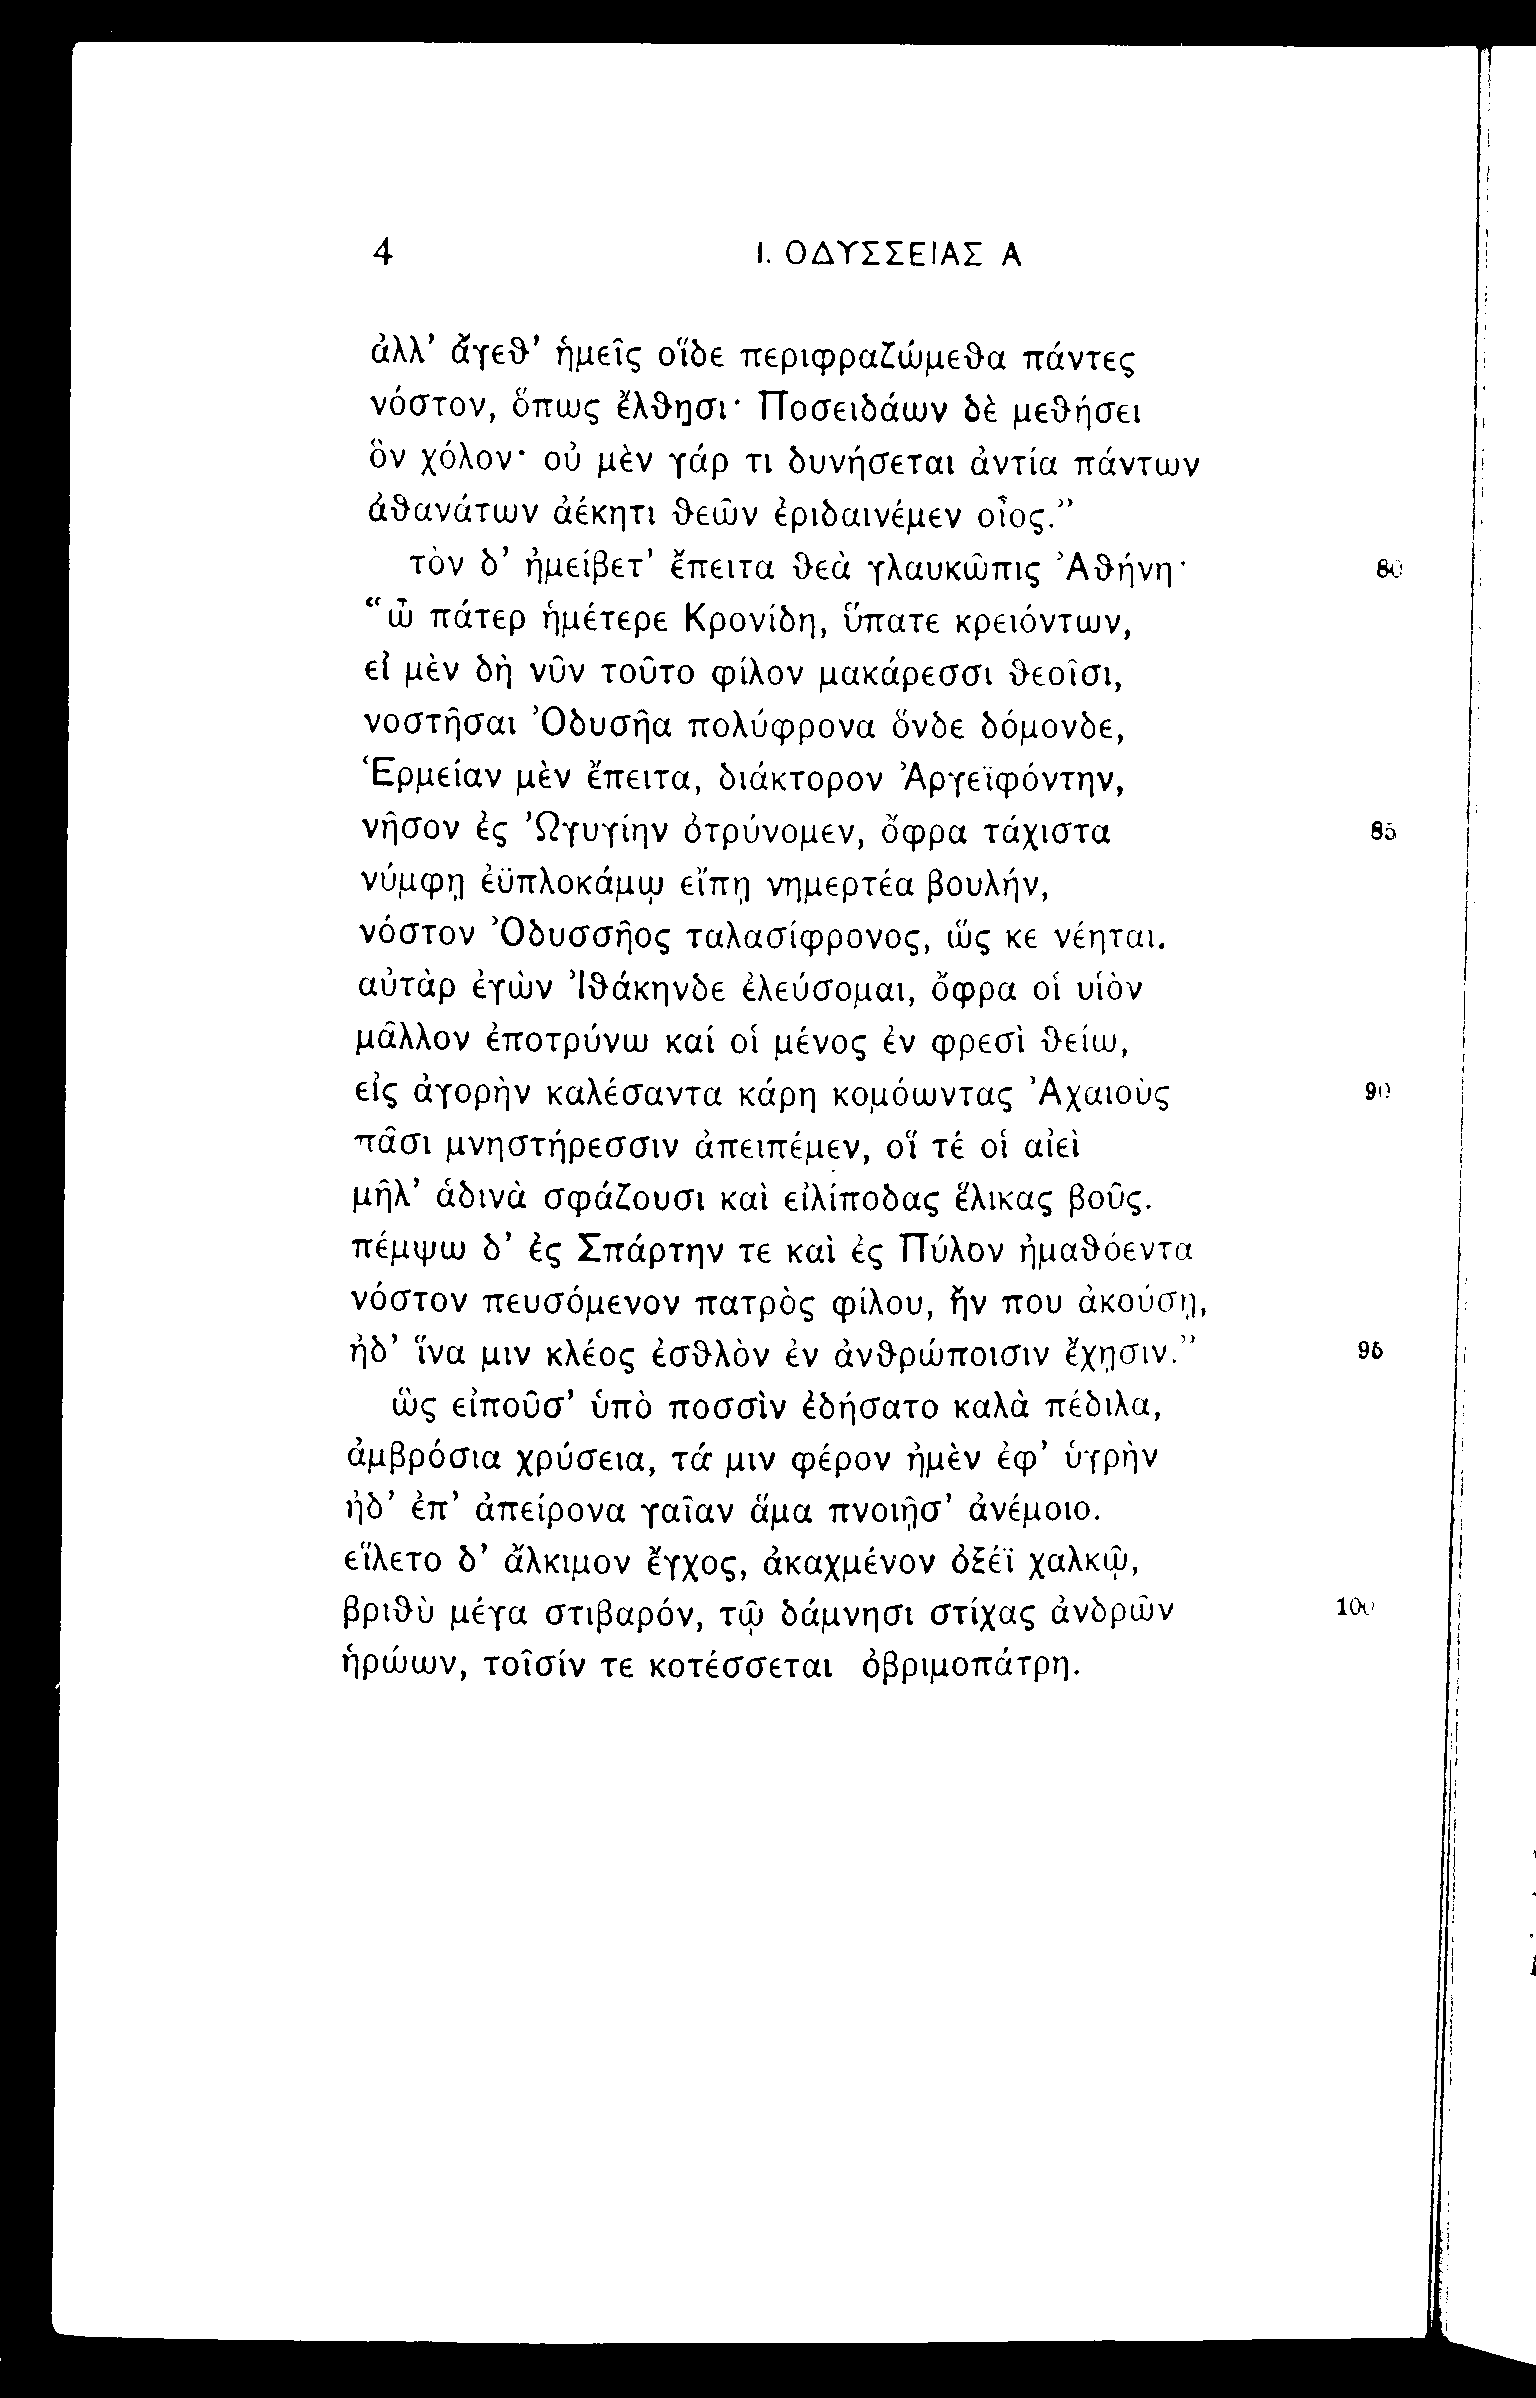 4 I. ΟΔΥΣΣΕΙΑΣ Α
ἀλλ’ ἄγεθ’ ἡμεῖς οἵδε περιφραζώμεθα πάντες
νόστον, ὅπως ἔλθῃσι· Ποσειδάων δὲ μεθήσει
ὃν χόλον· οὐ μὲν γάρ τι δυνήσεται ἀντία πάντων
ἀθανάτων ἀέκητι θεῶν ἐριδαινέμεν οἶος.”
τὸν δ’ ἠμείβετ’ ἔπειτα θεὰ γλαυκῶπις Ἀθήνη· 80
“ὦ πάτερ ἡμέτερε Κρονίδη, ὕπατε κρειόντων,
εἰ μὲν δὴ νῦν τοῦτο φίλον μακάρεσσι θεοῖσι,
νοστῆσαι Ὀδυσῆα πολύφρονα ὅνδε δόμονδε,
Ἑρμείαν μὲν ἔπειτα, διάκτορον Ἀργεϊφόντην,
νῆσον ἐς Ὠγυγίην ὀτρύνομεν, ὄφρα τάχιστα 85
νύμφῃ ἐϋπλοκάμῳ εἴπῃ νημερτέα βουλήν,
νόστον Ὀδυσσῆος ταλασίφρονος, ὥς κε νέηται.
αὐτὰρ ἐγὼν Ἰθάκηνδε ἐλεύσομαι, ὄφρα οἱ υἱὸν
μᾶλλον ἐποτρύνω καί οἱ μένος ἐν φρεσὶ θείω,
εἰς ἀγορὴν καλέσαντα κάρη κομόωντας Ἀχαιοὺς 90
πᾶσι μνηστήρεσσιν ἀπειπέμεν, οἵ τέ οἱ αἰεὶ
μῆλ’ ἁδινὰ σφάζουσι καὶ εἰλίποδας ἕλικας βοῦς.
πέμψω δ’ ἐς Σπάρτην τε καὶ ἐς Πύλον ἠμαθόεντα
νόστον πευσόμενον πατρὸς φίλου, ἤν που ἀκούσῃ,
ἠδ’ ἵνα μιν κλέος ἐσθλὸν ἐν ἀνθρώποισιν ἔχῃσιν.” 95
ὣς εἰποῦσ’ ὑπὸ ποσσὶν ἐδήσατο καλὰ πέδιλα,
ἀμβρόσια χρύσεια, τά μιν φέρον ἠμὲν ἐφ’ ὑγρὴν
ἠδ’ ἐπ’ ἀπείρονα γαῖαν ἅμα πνοιῇσ’ ἀνέμοιο.
εἵλετο δ’ ἄλκιμον ἔγχος, ἀκαχμένον ὀξέϊ χαλκῷ,
βριθὺ μέγα στιβαρόν, τῷ δάμνησι στίχας ἀνδρῶν 100
ἡρώων, τοῖσίν τε κοτέσσεται ὀβριμοπάτρη.